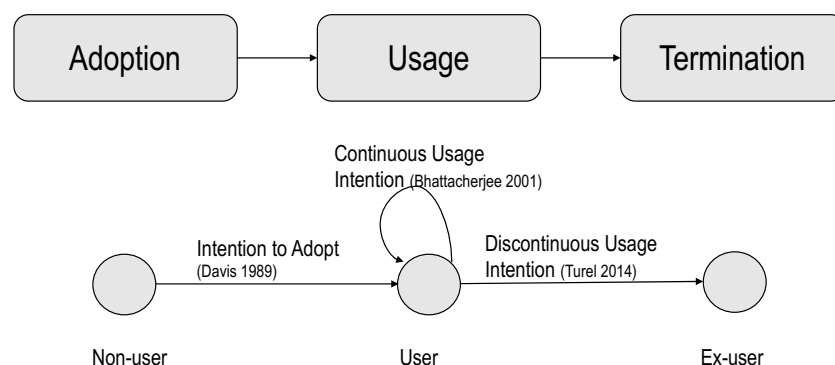 Adoption
Usage
Termination
Continuous Usage
Intention (Bhattacherjee 2001)
Intention to Adopt
(Davis 1989)
Discontinuous Usage
Intention (Turel 2014)
Non-user
User
Ex-user